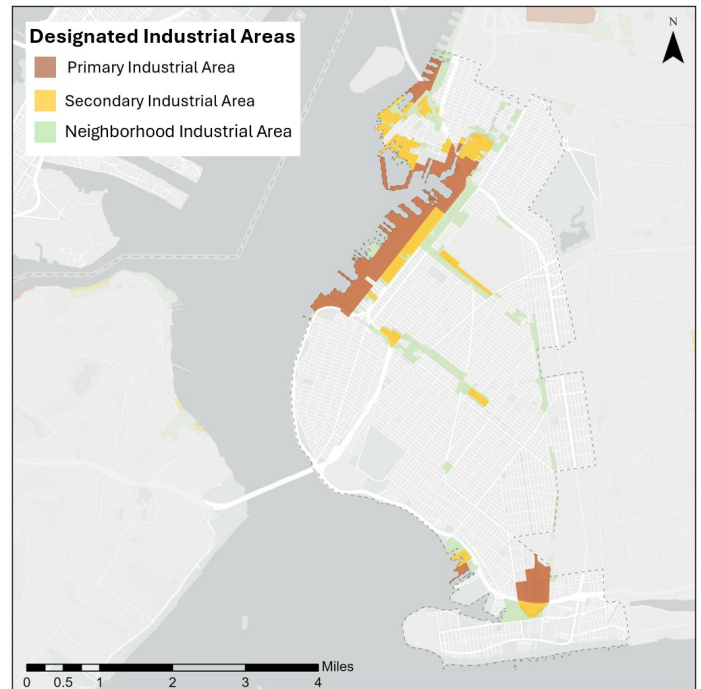 Designated Industrial Areas
Primary Industrial Area
Secondary Industrial Area
Neighborhood Industrial Area
N
Miles
0 0.5 1 2 3 4